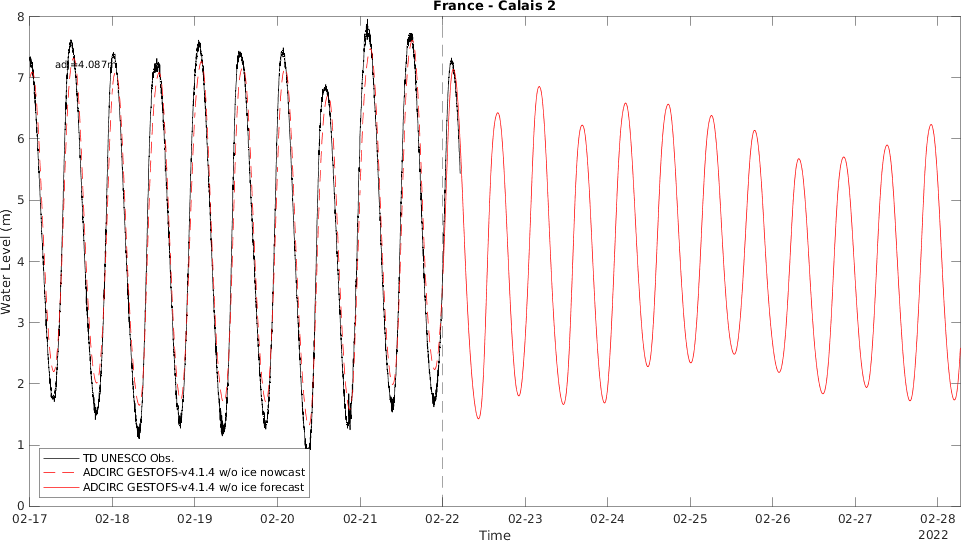 France - Calais 2
8
7
6
5
4
3
2
1
0
Water Level (m)
adj=4.087m
TD UNESCO Obs.
ADCIRC GESTOFS-v4.1.4 w/o ice nowcast
ADCIRC GESTOFS-v4.1.4 w/o ice forecast
02-17 02-18 02-19 02-20 02-21 02-22 02-23 02-24 02-25 02-26 02-27 02-28
2022
Time